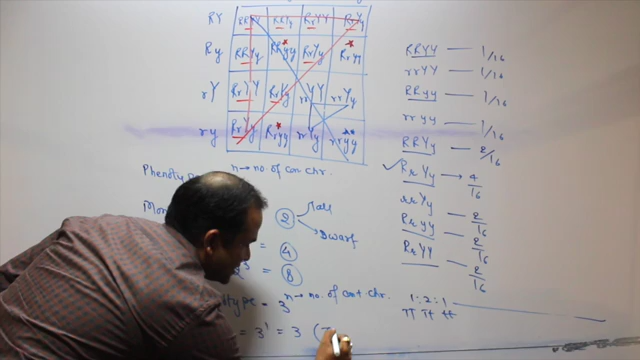 RY RRYY RRYy RrYY RrYy
Ry RRYy RRyy RrYy Rryy
rY RrYY RrYy rrYY rrYy
ry RrYy Rryy rrYy rryy
RRYY — 1/16
rrYY — 1/16
RRyy — 1/16
rryy — 1/16
RRYy — 2/16
✓ RrYy → 4/16
rrYy — 2/16
Rryy — 2/16
RrYY — 2/16
n → no. of con chr.
2 Tall
Dwarf
= 4
= 8
= 3ⁿ → no. of cont chr.
= 3¹ = 3 (T
1:2:1
TT Tt tt